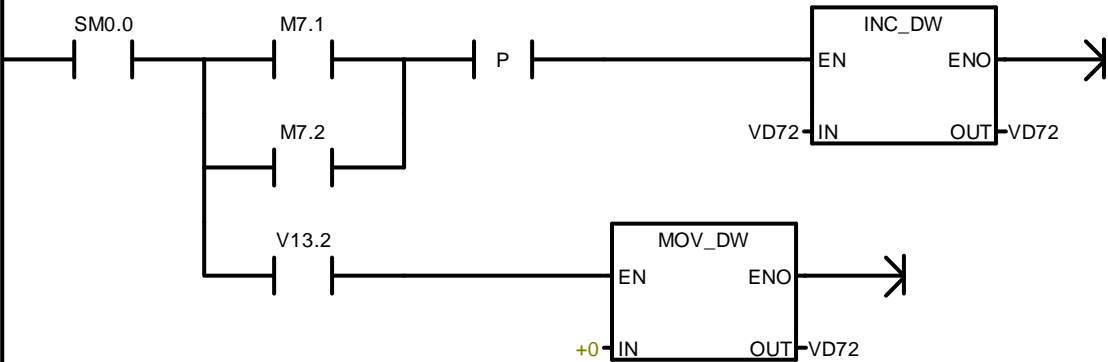 SM0.0 M7.1 INC_DW
P EN ENO
M7.2 VD72 IN OUT VD72
V13.2 MOV_DW
EN ENO
+0 IN OUT VD72